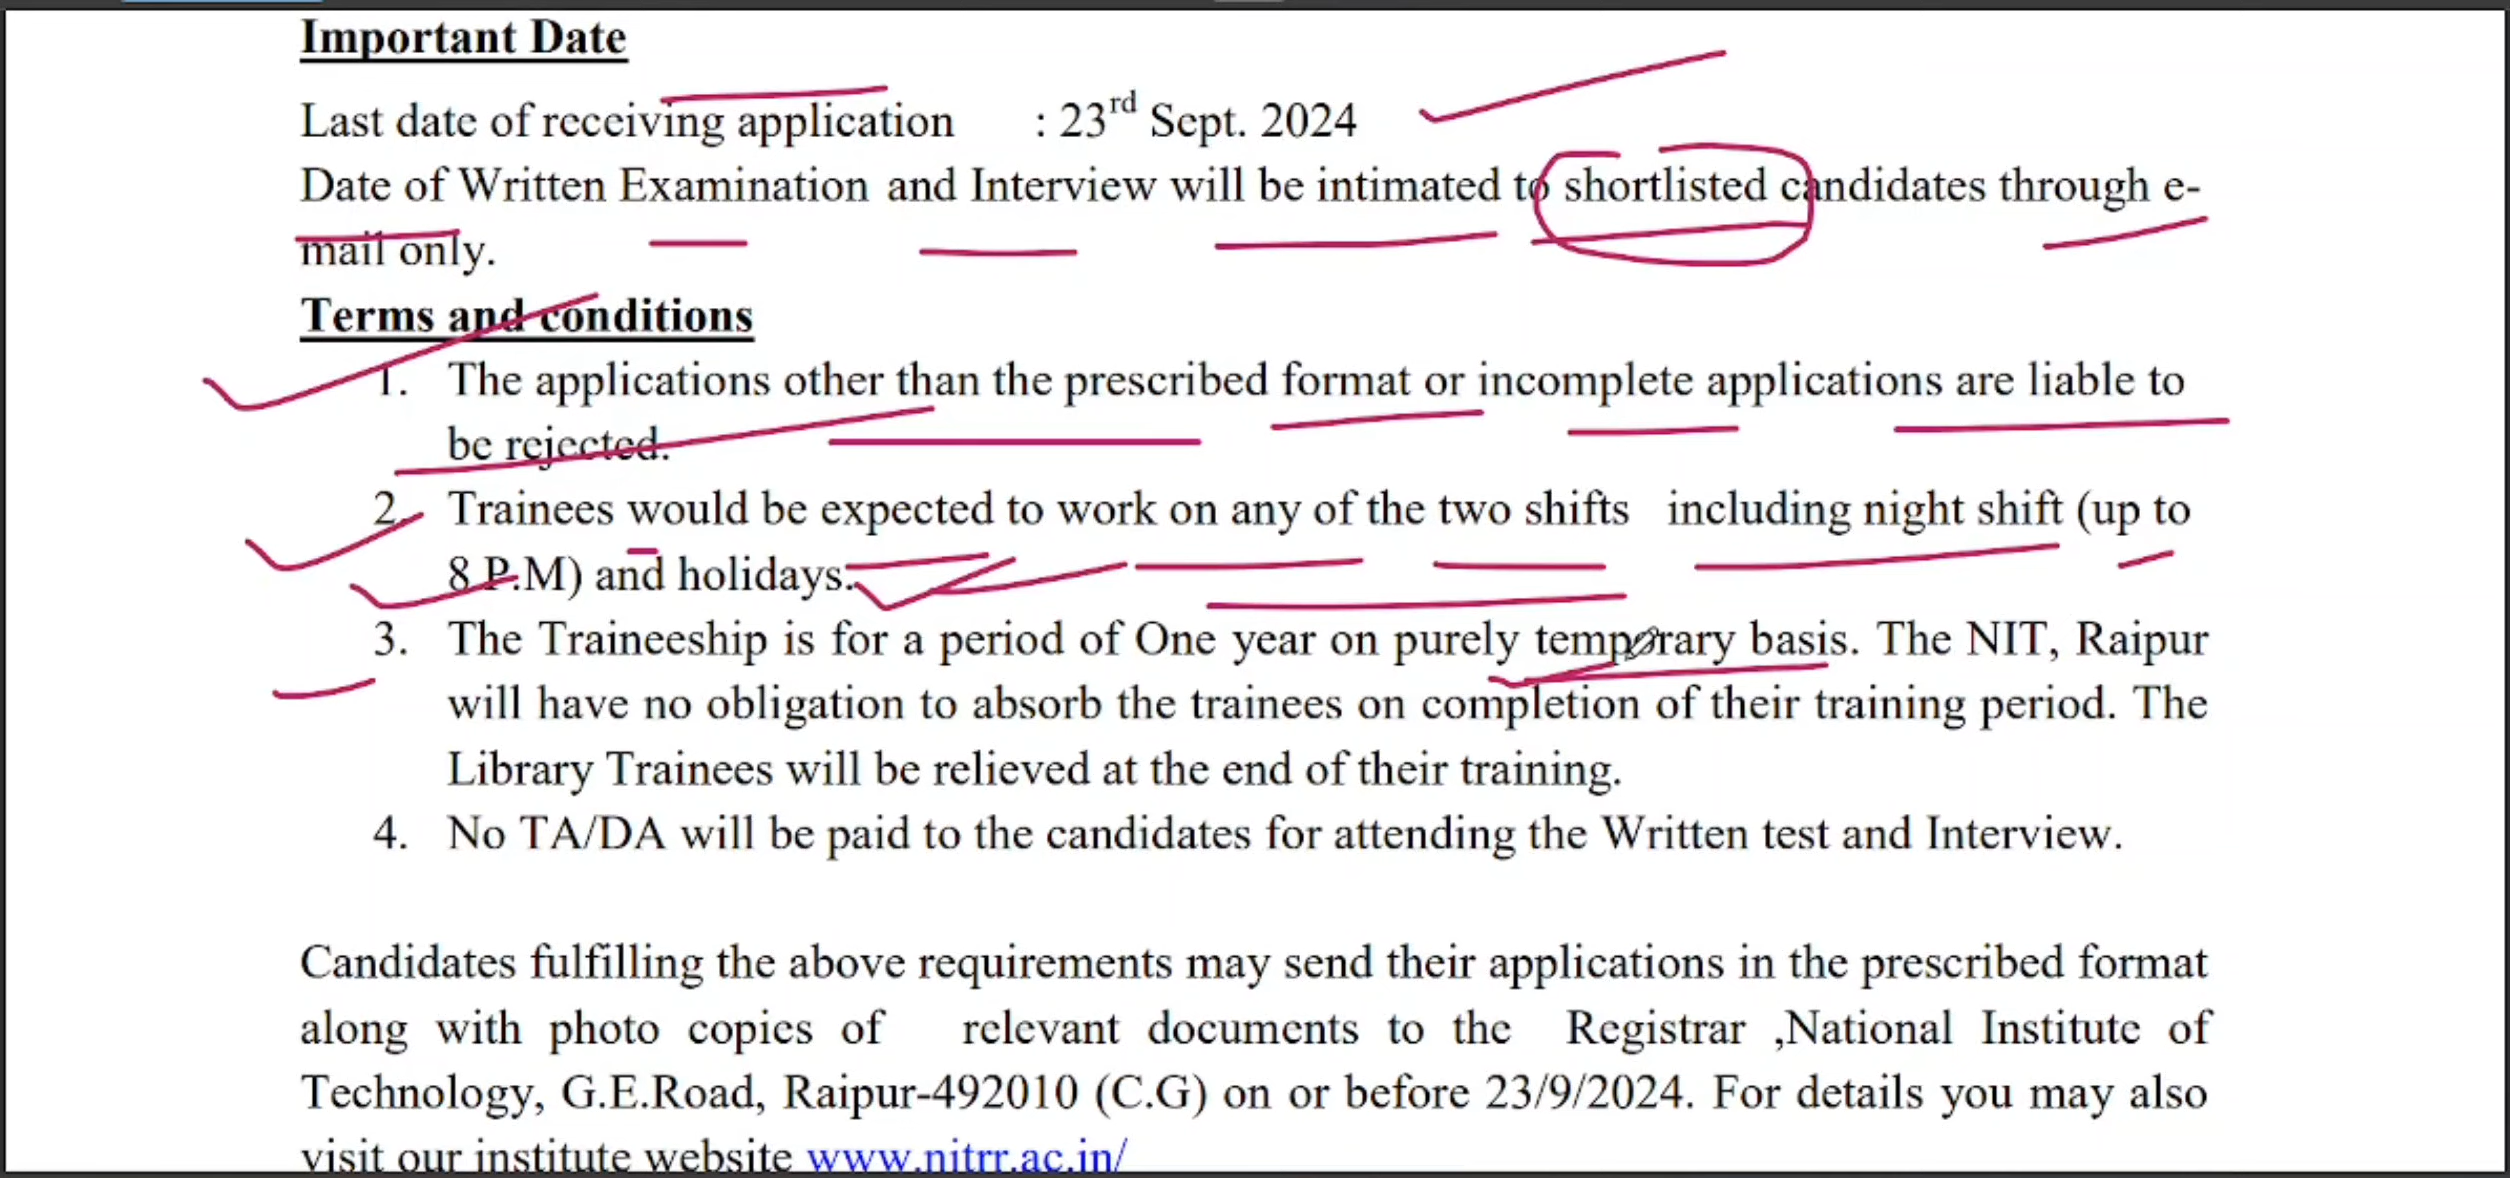 Important Date
Last date of receiving application : 23rd Sept. 2024
Date of Written Examination and Interview will be intimated to shortlisted candidates through e-
mail only.
Terms and conditions
1. The applications other than the prescribed format or incomplete applications are liable to
be rejected.
2. Trainees would be expected to work on any of the two shifts including night shift (up to
8 P.M) and holidays.
3. The Traineeship is for a period of One year on purely temporary basis. The NIT, Raipur
will have no obligation to absorb the trainees on completion of their training period. The
Library Trainees will be relieved at the end of their training.
4. No TA/DA will be paid to the candidates for attending the Written test and Interview.
Candidates fulfilling the above requirements may send their applications in the prescribed format
along with photo copies of relevant documents to the Registrar ,National Institute of
Technology, G.E.Road, Raipur-492010 (C.G) on or before 23/9/2024. For details you may also
visit our institute website www.nitrr.ac.in/